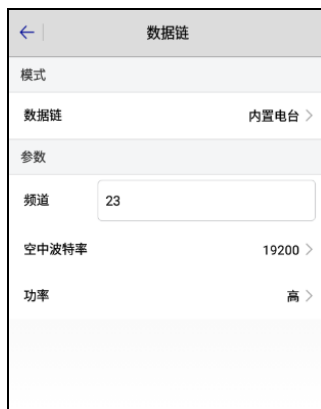 数据链
模式
数据链 内置电台
参数
频道 23
空中波特率 19200
功率 高